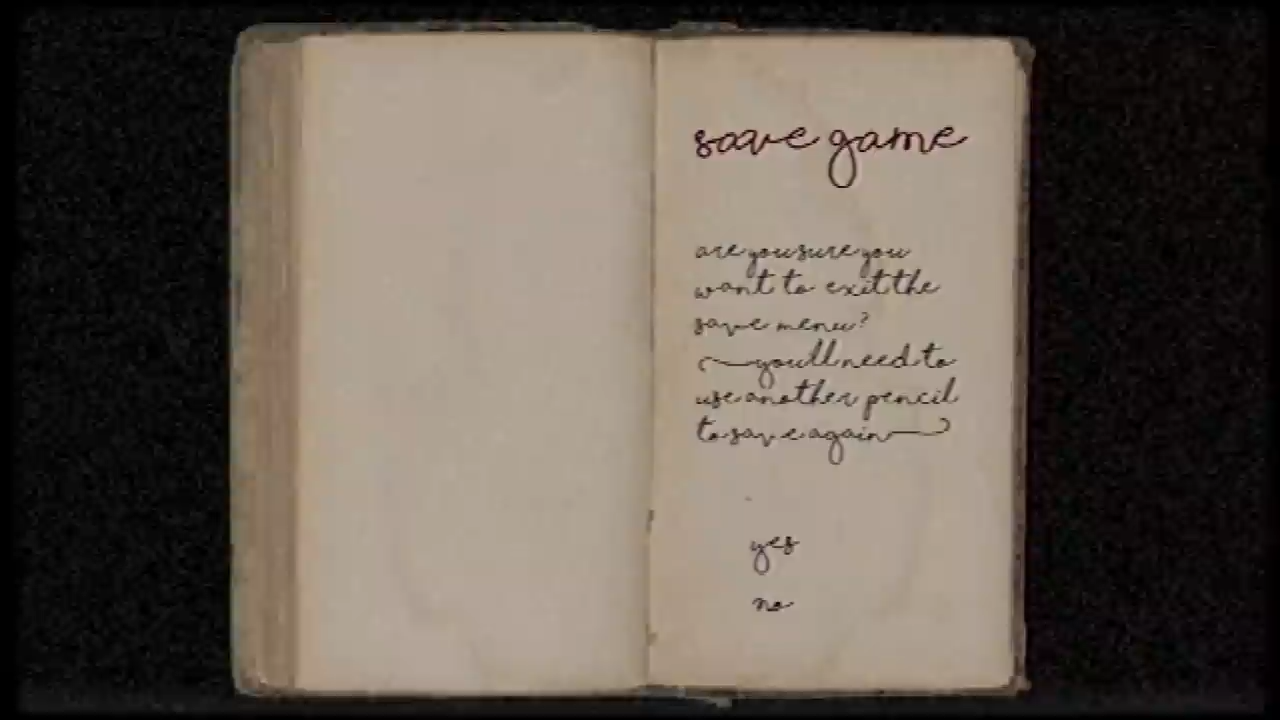 save game
are you sure you
want to exit the
save menu?
(you'll need to
use another pencil
to save again)
yes
no